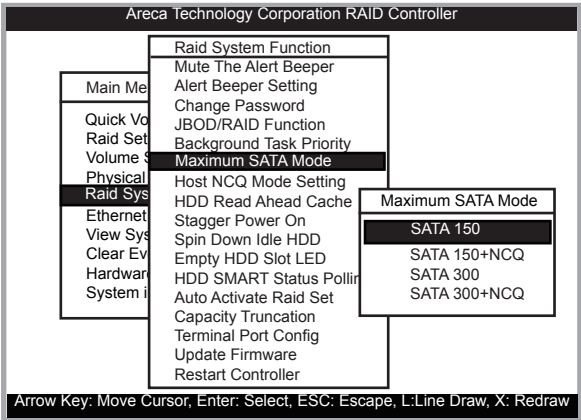 Areca Technology Corporation RAID Controller
Main Me
Quick Vo
Raid Set
Volume S
Physical
Raid Sys
Ethernet
View Sys
Clear Ev
Hardwar
System i
Raid System Function
Mute The Alert Beeper
Alert Beeper Setting
Change Password
JBOD/RAID Function
Background Task Priority
Maximum SATA Mode
Host NCQ Mode Setting
HDD Read Ahead Cache
Stagger Power On
Spin Down Idle HDD
Empty HDD Slot LED
HDD SMART Status Pollin
Auto Activate Raid Set
Capacity Truncation
Terminal Port Config
Update Firmware
Restart Controller
Maximum SATA Mode
SATA 150
SATA 150+NCQ
SATA 300
SATA 300+NCQ
Arrow Key: Move Cursor, Enter: Select, ESC: Escape, L:Line Draw, X: Redraw